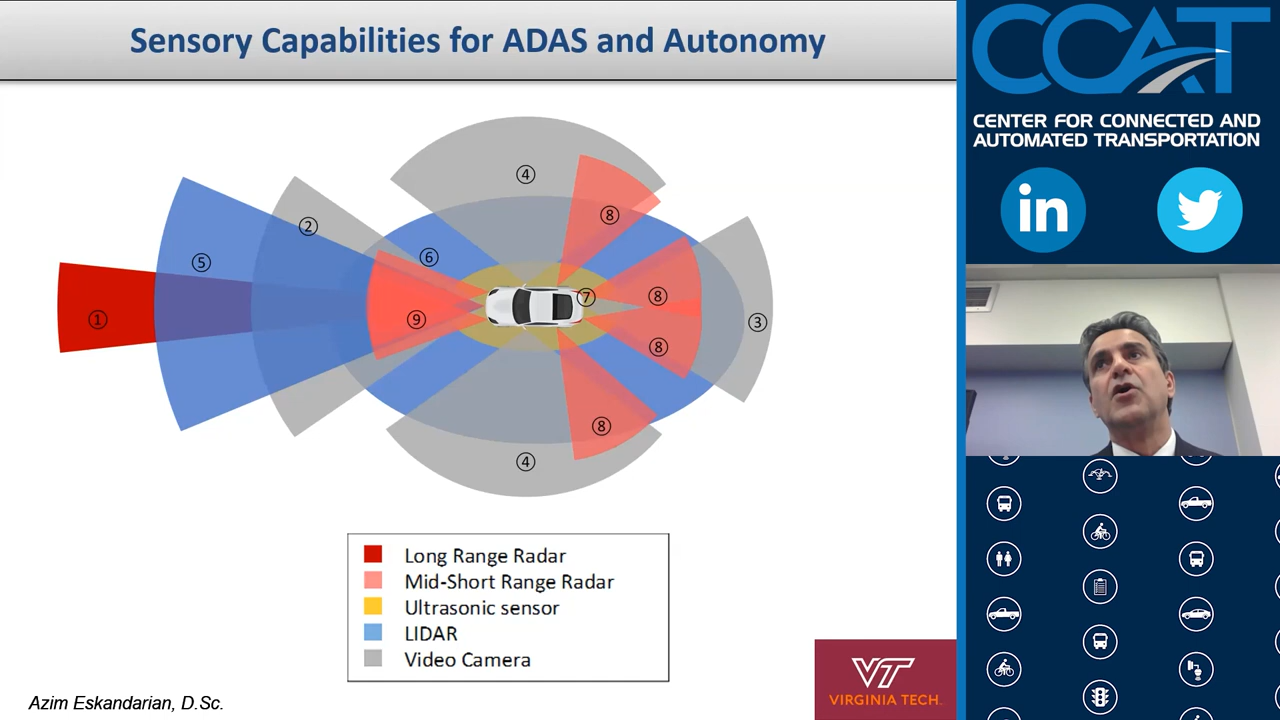 Sensory Capabilities for ADAS and Autonomy
④
②
⑧
⑤
⑥
⑦
⑧
①
⑨
③
⑧
⑧
④
Long Range Radar
Mid-Short Range Radar
Ultrasonic sensor
LIDAR
Video Camera
VT
VIRGINIA TECH.
Azim Eskandarian, D.Sc.
CCAT
CENTER FOR CONNECTED AND
AUTOMATED TRANSPORTATION
in